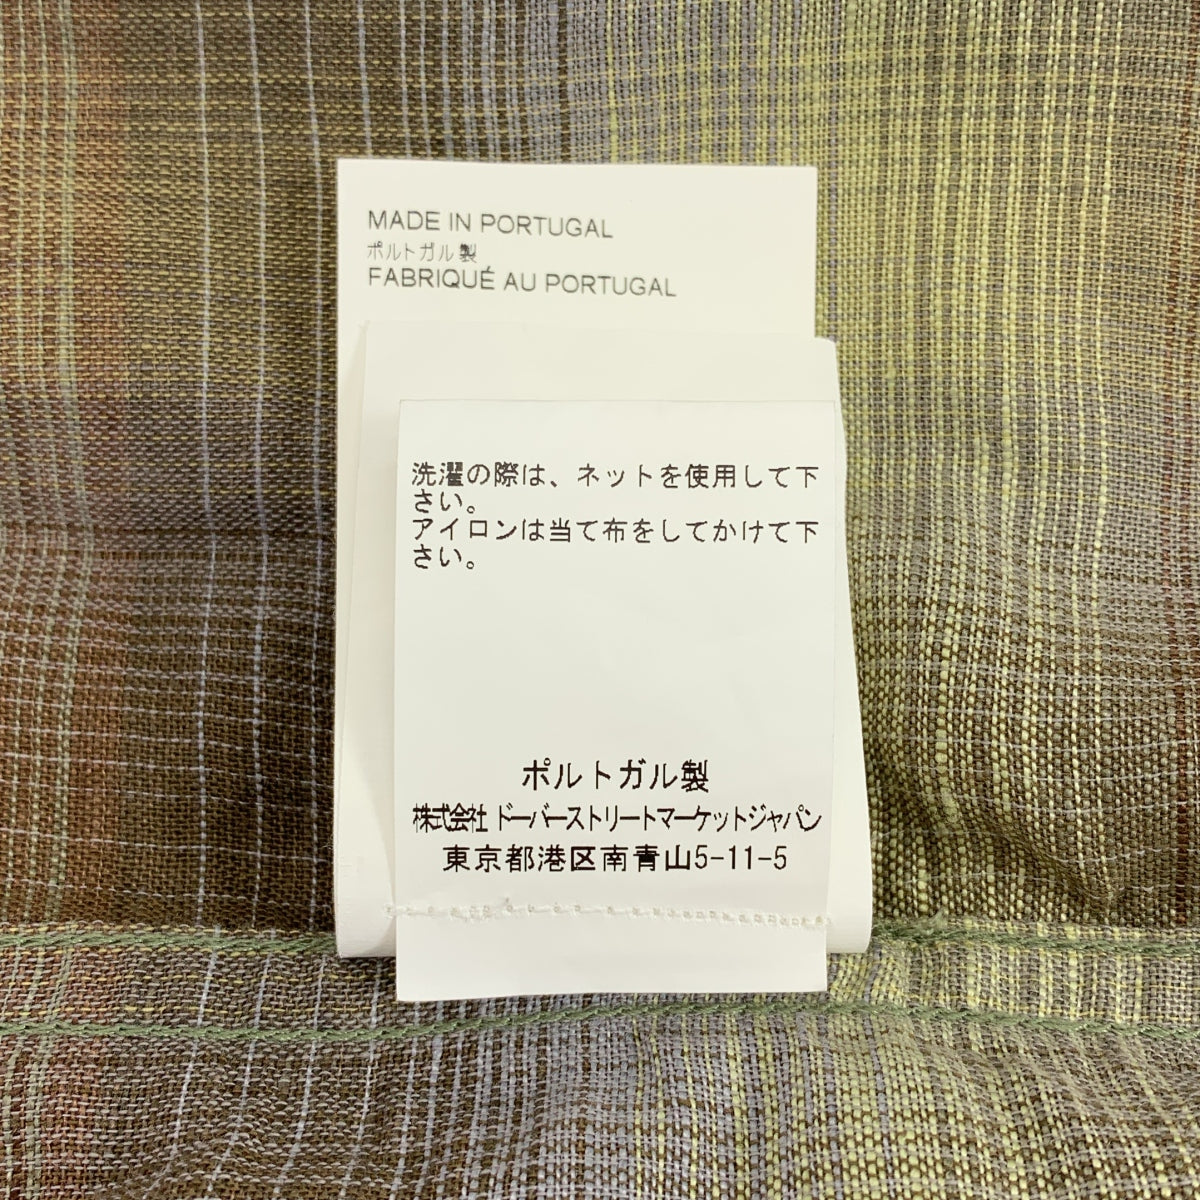 MADE IN PORTUGAL
ポルトガル製
FABRIQUÉ AU PORTUGAL
洗濯の際は、ネットを使用して下
さい。
アイロンは当て布をしてかけて下
さい。
ポルトガル製
株式会社 ドーバーストリートマーケットジャパン
東京都港区南青山5-11-5